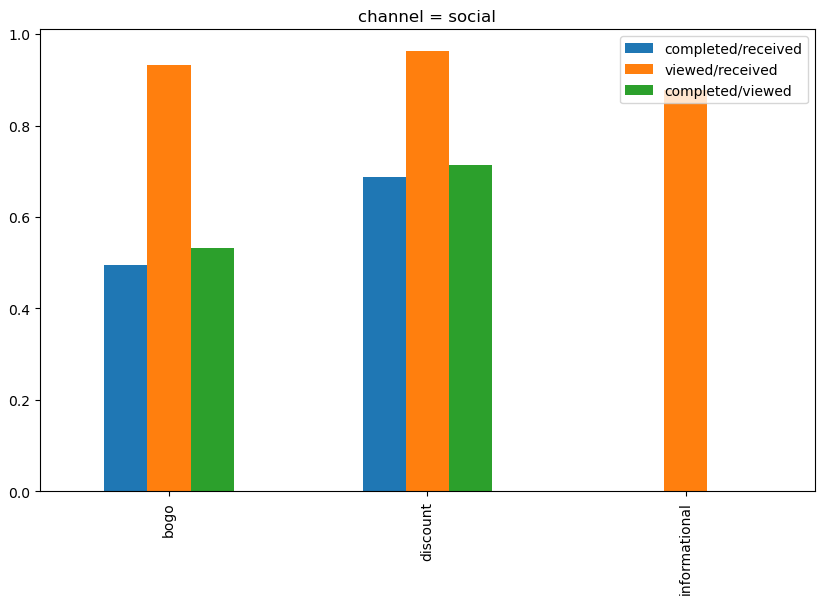 channel = social
completed/received
viewed/received
completed/viewed
1.0
0.8
0.6
0.4
0.2
0.0
bogo
discount
informational